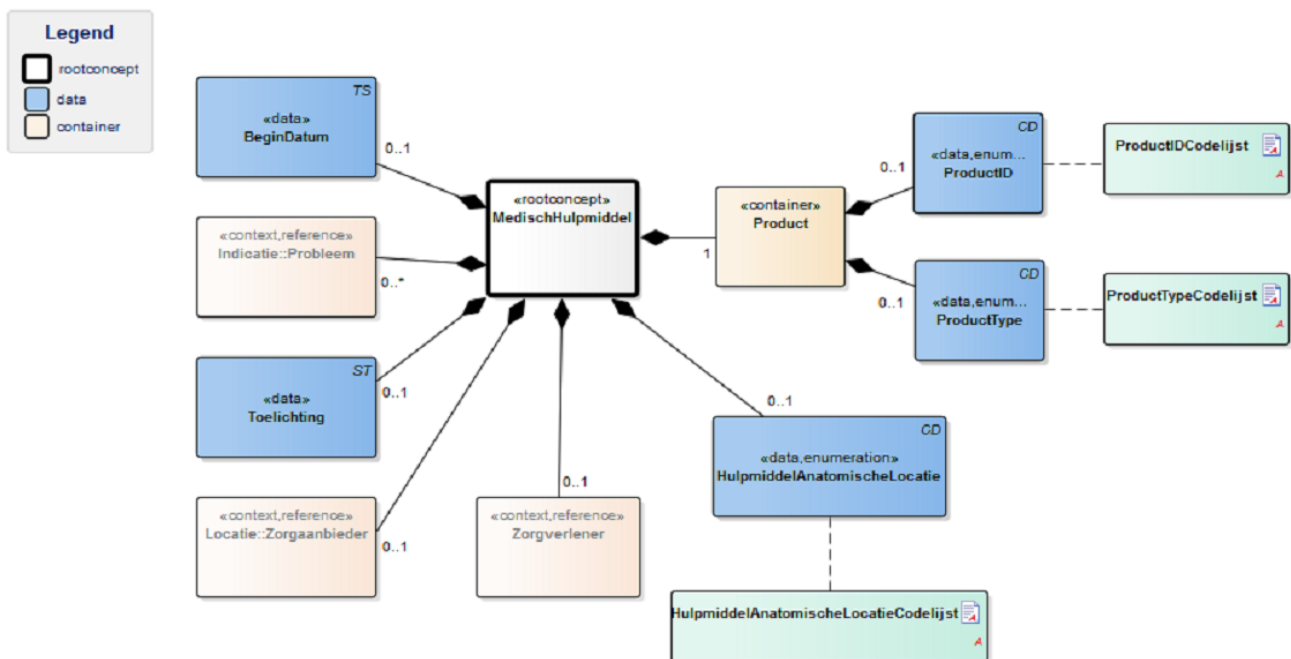 Legend
rootconcept
data
container
TS
«data»
BeginDatum
0..1
«context,reference»
Indicatie::Probleem
0..*
ST
«data»
Toelichting
0..1
«context,reference»
Locatie::Zorgaanbieder
0..1
«rootconcept»
MedischHulpmiddel
«context,reference»
Zorgverlener
0..1
1
«container»
Product
CD
«data,enum...
ProductID
0..1
ProductIDCodelijst
A
CD
«data,enum...
ProductType
0..1
ProductTypeCodelijst
A
0..1
CD
«data,enumeration»
HulpmiddelAnatomischeLocatie
HulpmiddelAnatomischeLocatieCodelijst
A